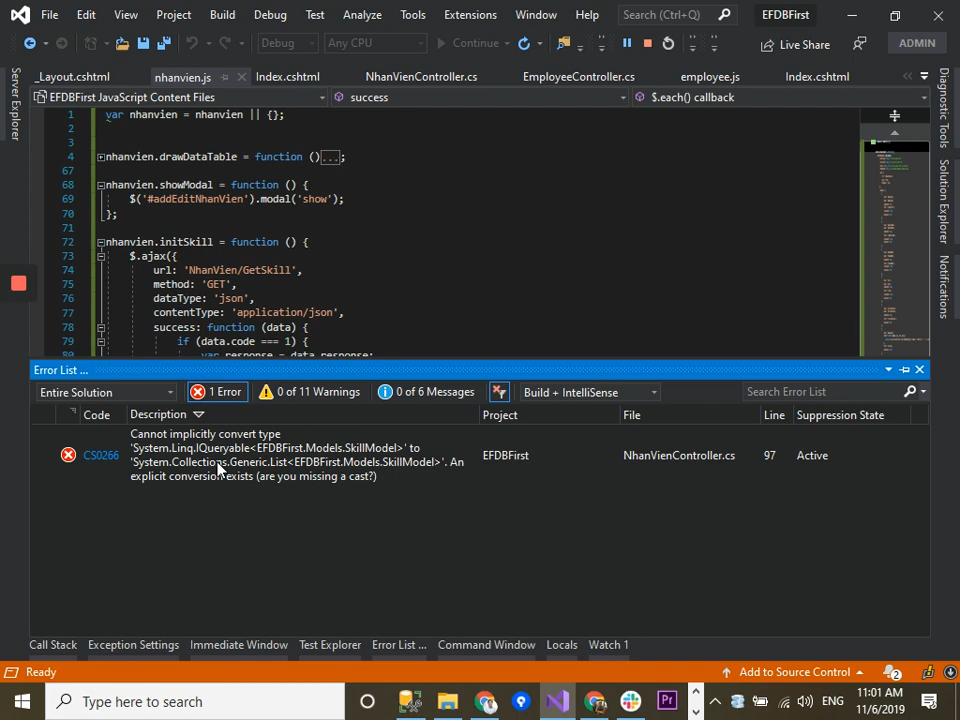 File Edit View Project Build Debug Test Analyze Tools Extensions Window Help Search (Ctrl+Q) EFDBFirst
Debug Any CPU Continue Live Share ADMIN
_Layout.cshtml nhanvien.js Index.cshtml NhanVienController.cs EmployeeController.cs employee.js Index.cshtml
EFDBFirst JavaScript Content Files success $.each() callback
Server Explorer
Diagnostic Tools
Solution Explorer
Notifications
1 var nhanvien = nhanvien || {};
2
3
4 nhanvien.drawDataTable = function ()...;
67
68 nhanvien.showModal = function () {
69 $('#addEditNhanVien').modal('show');
70 };
71
72 nhanvien.initSkill = function () {
73 $.ajax({
74 url: 'NhanVien/GetSkill',
75 method: 'GET',
76 dataType: 'json',
77 contentType: 'application/json',
78 success: function (data) {
79 if (data.code === 1) {
80 var response = data.response;
Error List ...
Entire Solution 1 Error 0 of 11 Warnings 0 of 6 Messages Build + IntelliSense Search Error List
Code Description Project File Line Suppression State
Cannot implicitly convert type
'System.Linq.IQueryable<EFDBFirst.Models.SkillModel>' to
CS0266 'System.Collections.Generic.List<EFDBFirst.Models.SkillModel>'. An EFDBFirst NhanVienController.cs 97 Active
explicit conversion exists (are you missing a cast?)
Call Stack Exception Settings Immediate Window Test Explorer Error List ... Command Window Locals Watch 1
Ready Add to Source Control 2
Type here to search Pr ENG 11:01 AM
11/6/2019